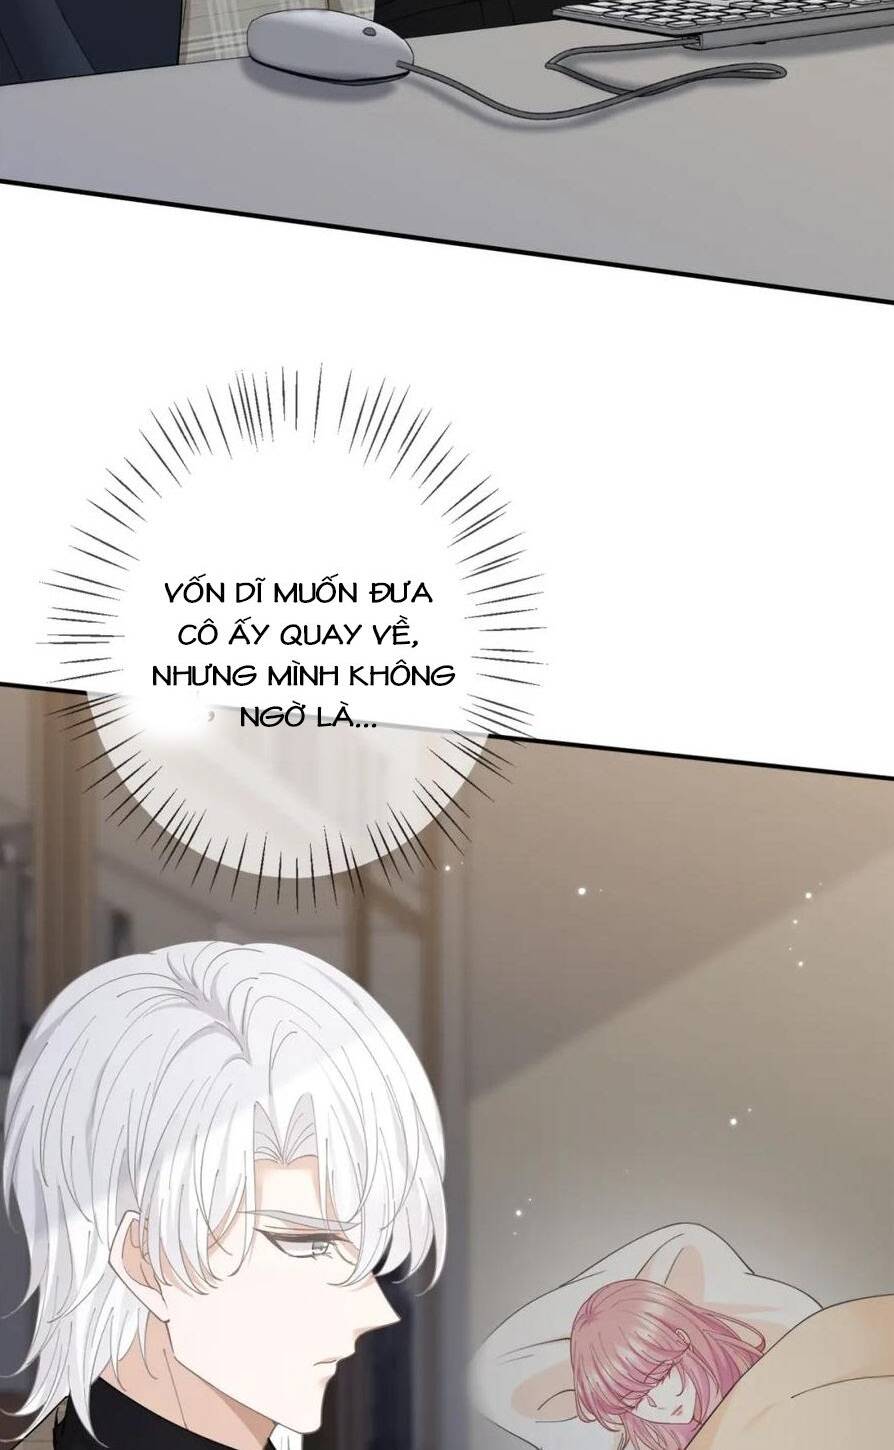 VỐN DĨ MUỐN ĐƯA
CÔ ẤY QUAY VỀ,
NHƯNG MÌNH KHÔNG
NGỜ LÀ...